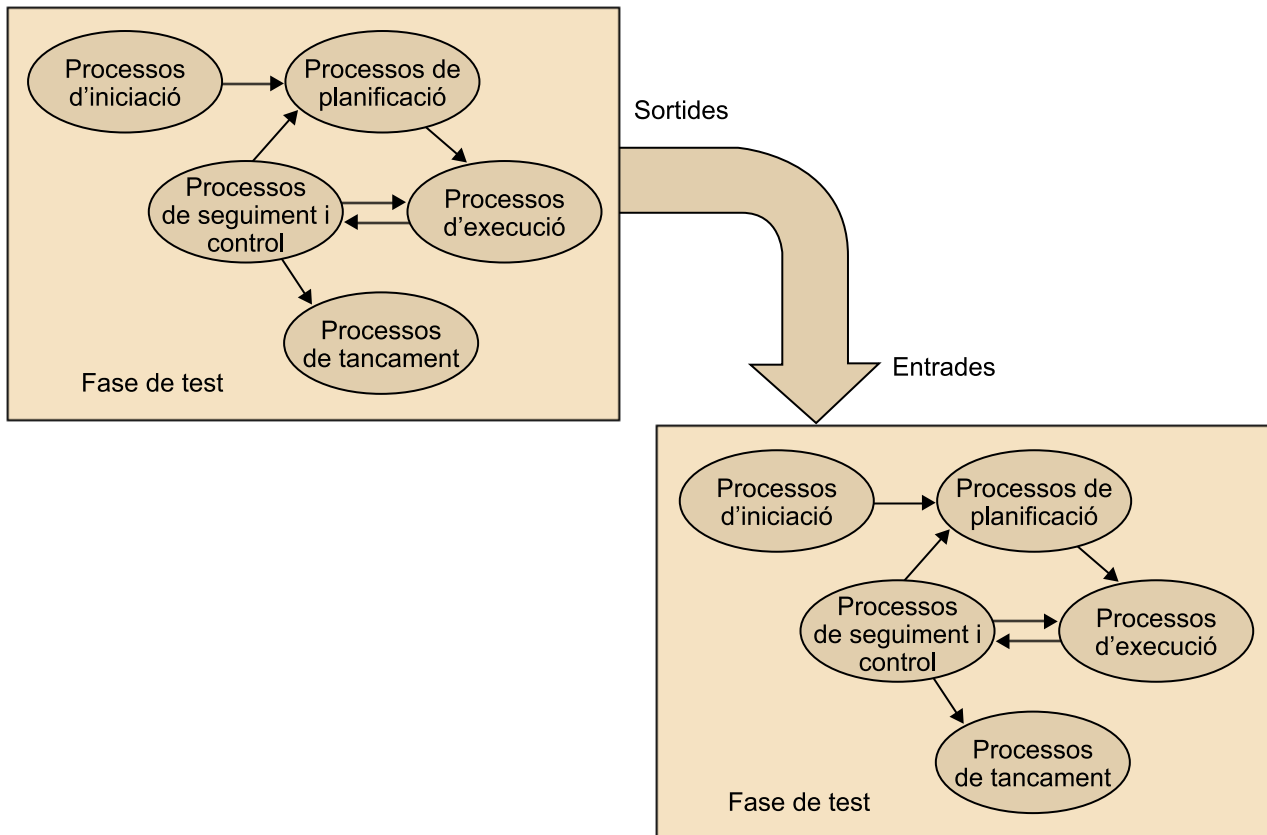 Processos
d'iniciació
Processos de
planificació
Processos
de seguiment i
control
Processos
d'execució
Processos
de tancament
Fase de test
Sortides
Entrades
Processos
d'iniciació
Processos de
planificació
Processos
de seguiment i
control
Processos
d'execució
Processos
de tancament
Fase de test